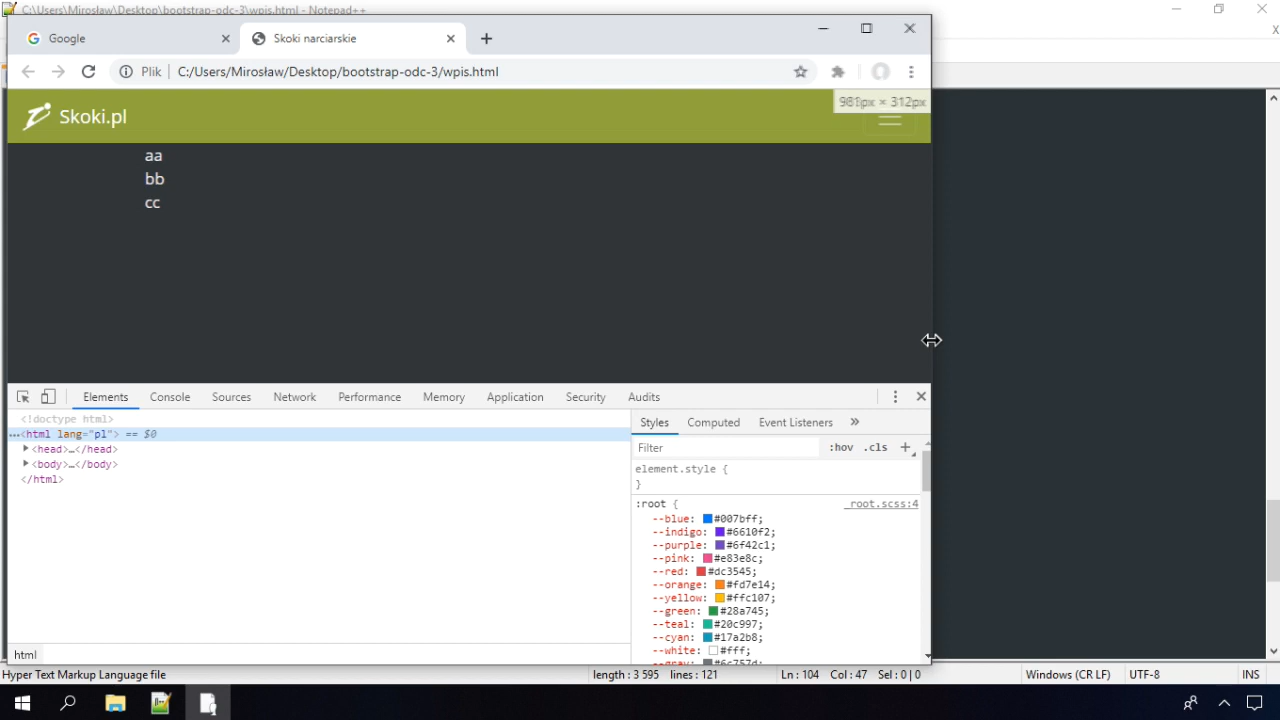 C:\Users\Mirosław\Desktop\bootstrap-odc-3\wpis.html - Notepad++
Google
Skoki narciarskie
Plik
C:/Users/Mirosław/Desktop/bootstrap-odc-3/wpis.html
Skoki.pl
aa
bb
cc
Elements Console Sources Network Performance Memory Application Security Audits
<!doctype html>
…<html lang="pl"> == $0
<head>…</head>
<body>…</body>
</html>
html
Styles Computed Event Listeners »
Filter :hov .cls +
element.style {
}
:root { _root.scss:4
--blue: #007bff;
--indigo: #6610f2;
--purple: #6f42c1;
--pink: #e83e8c;
--red: #dc3545;
--orange: #fd7e14;
--yellow: #ffc107;
--green: #28a745;
--teal: #20c997;
--cyan: #17a2b8;
--white: #fff;
--gray: #6c757d;
Hyper Text Markup Language file length : 3 595 lines : 121 Ln : 104 Col : 47 Sel : 0 | 0 Windows (CR LF) UTF-8 INS